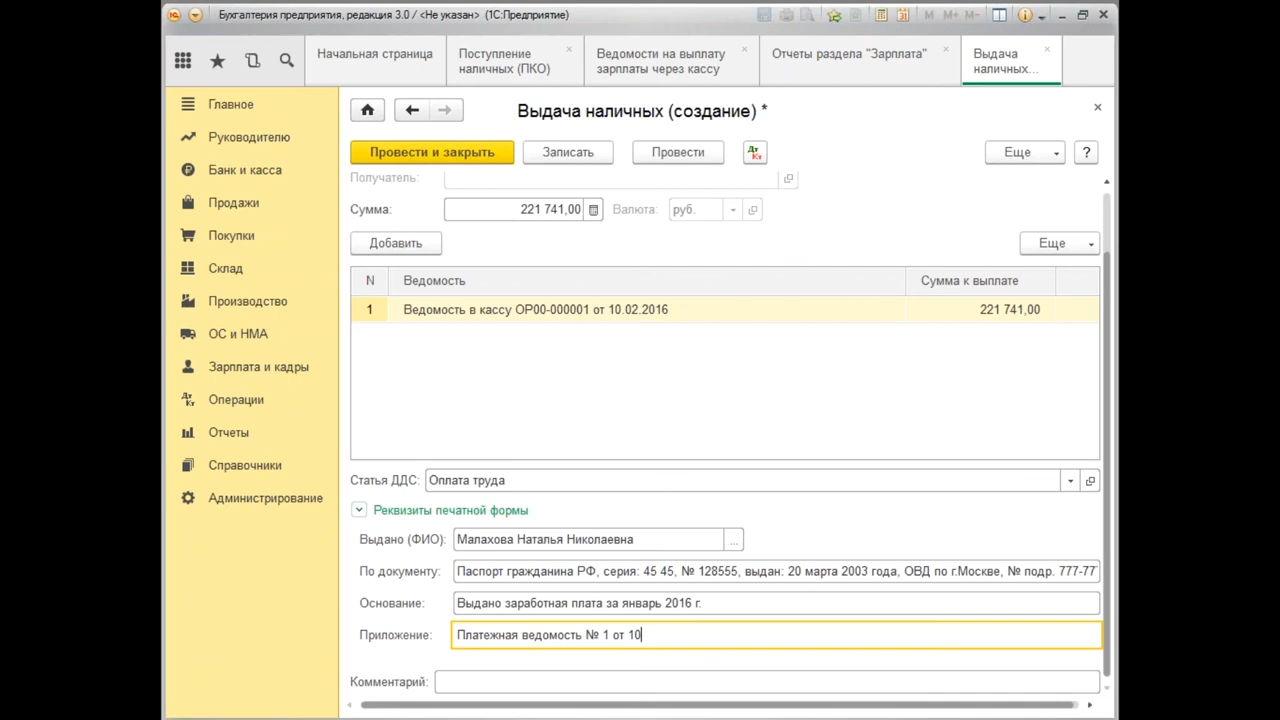 Бухгалтерия предприятия, редакция 3.0 / <Не указан> (1С:Предприятие)
M M+ M-
Начальная страница
Поступление
наличных (ПКО)
Ведомости на выплату
зарплаты через кассу
Отчеты раздела "Зарплата"
Выдача
наличных...
Главное
Руководителю
Банк и касса
Продажи
Покупки
Склад
Производство
ОС и НМА
Зарплата и кадры
Операции
Отчеты
Справочники
Администрирование
Выдача наличных (создание) *
Провести и закрыть Записать Провести Дт Кт Еще ?
Получатель:
Сумма: 221 741,00 Валюта: руб.
Добавить Еще
N Ведомость Сумма к выплате
1 Ведомость в кассу ОР00-000001 от 10.02.2016 221 741,00
Статья ДДС: Оплата труда
Реквизиты печатной формы
Выдано (ФИО): Малахова Наталья Николаевна ...
По документу: Паспорт гражданина РФ, серия: 45 45, № 128555, выдан: 20 марта 2003 года, ОВД по г.Москве, № подр. 777-77
Основание: Выдано заработная плата за январь 2016 г.
Приложение: Платежная ведомость № 1 от 10
Комментарий: